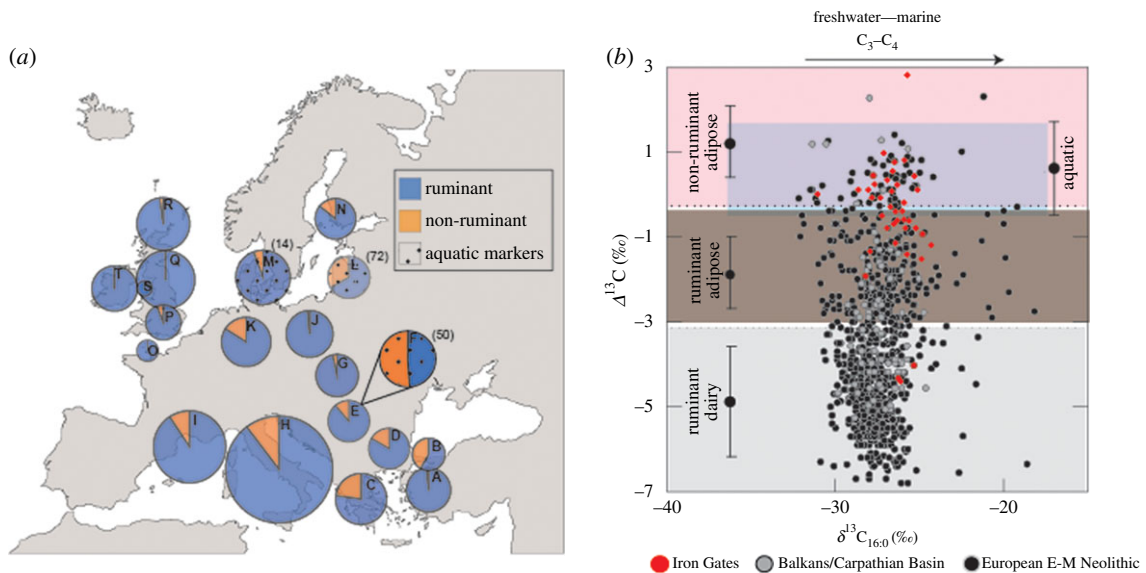 (a)
ruminant
non-ruminant
aquatic markers
R
T
Q
S
P
O
N
(14)
M
(72)
L
K
J
G
(50)
F
E
I
H
D
B
C
A
(b)
freshwater—marine
C₃–C₄
3
1
–1
–3
–5
–7
Δ¹³C (‰)
non-ruminant
adipose
aquatic
ruminant
adipose
ruminant
dairy
–40
–30
–20
δ¹³C₁₆:₀ (‰)
Iron Gates
Balkans/Carpathian Basin
European E-M Neolithic